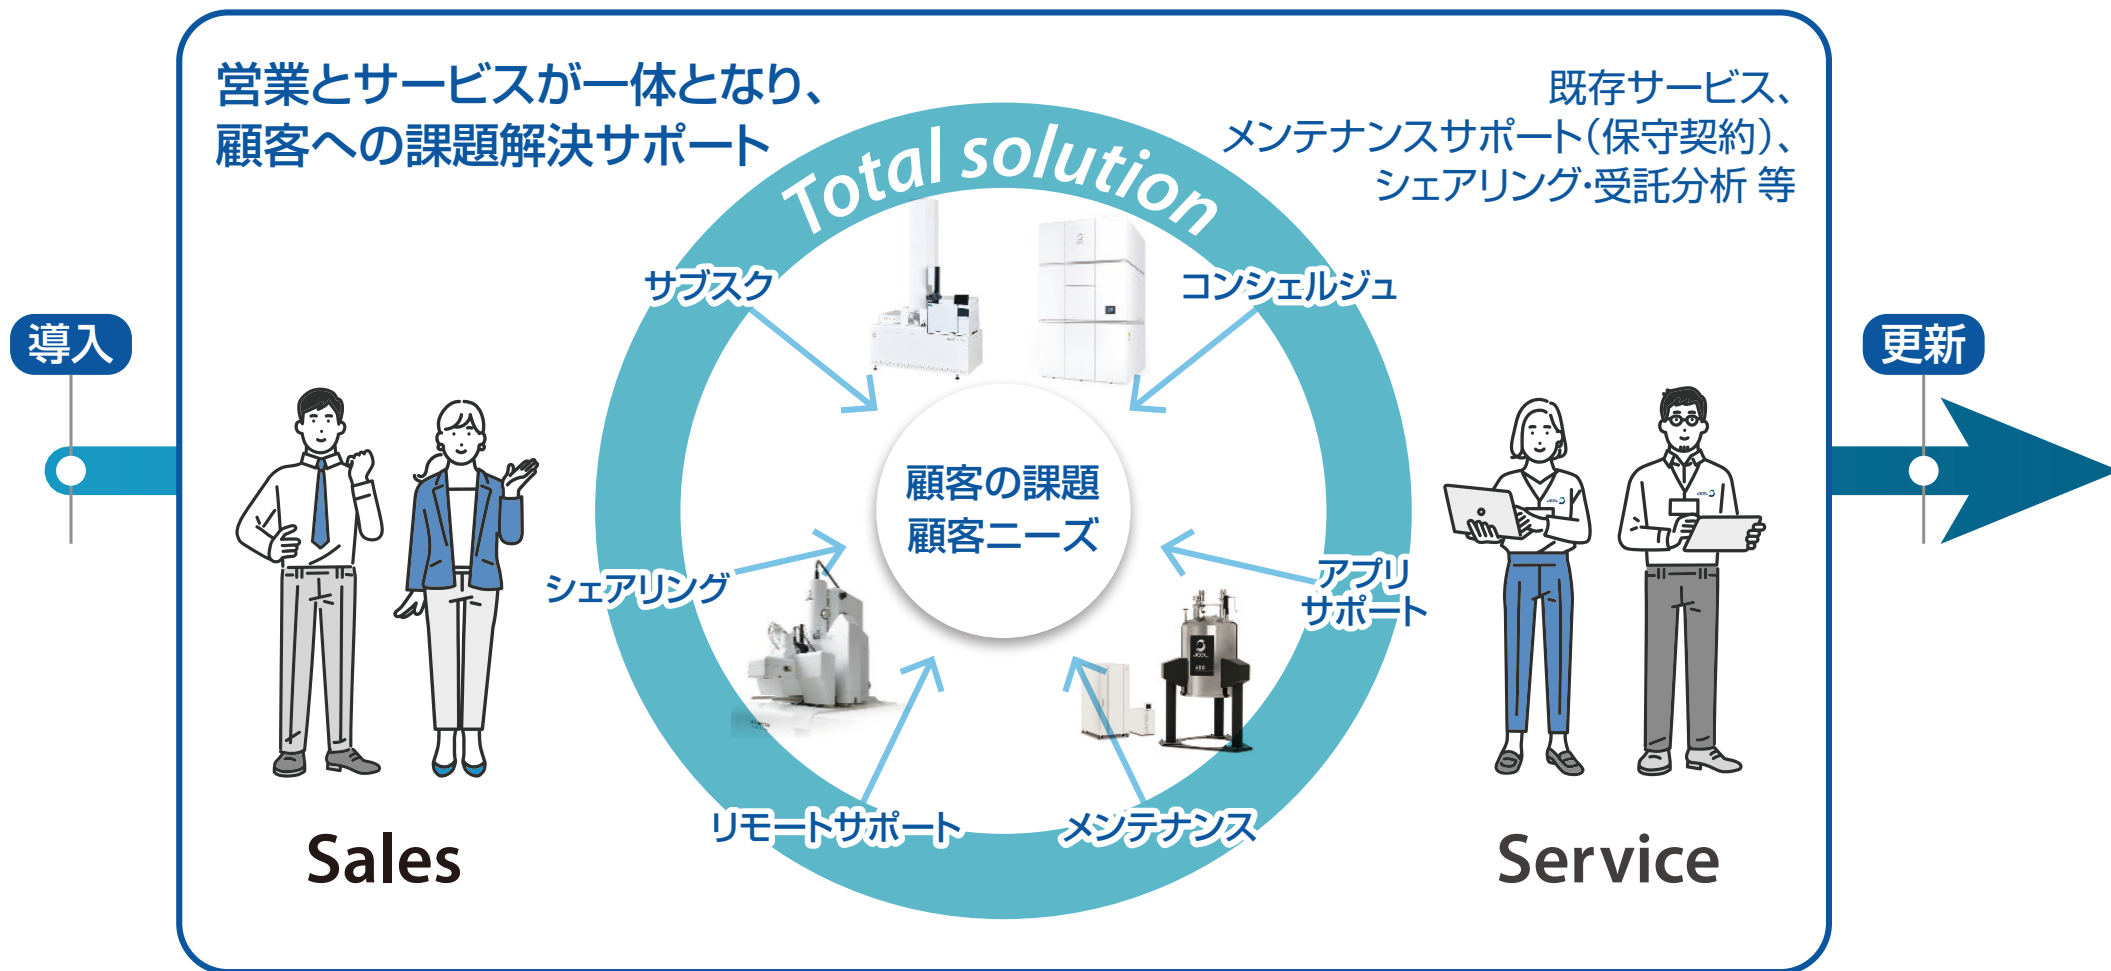 営業とサービスが一体となり、
顧客への課題解決サポート
既存サービス、
メンテナンスサポート（保守契約）、
シェアリング・受託分析 等
Total solution
サブスク
コンシェルジュ
導入
更新
顧客の課題
顧客ニーズ
シェアリング
アプリ
サポート
JEOL
JEOL
JEOL
リモートサポート
メンテナンス
Sales
Service